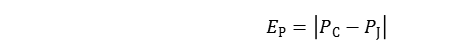 E_P = |P_C − P_J|